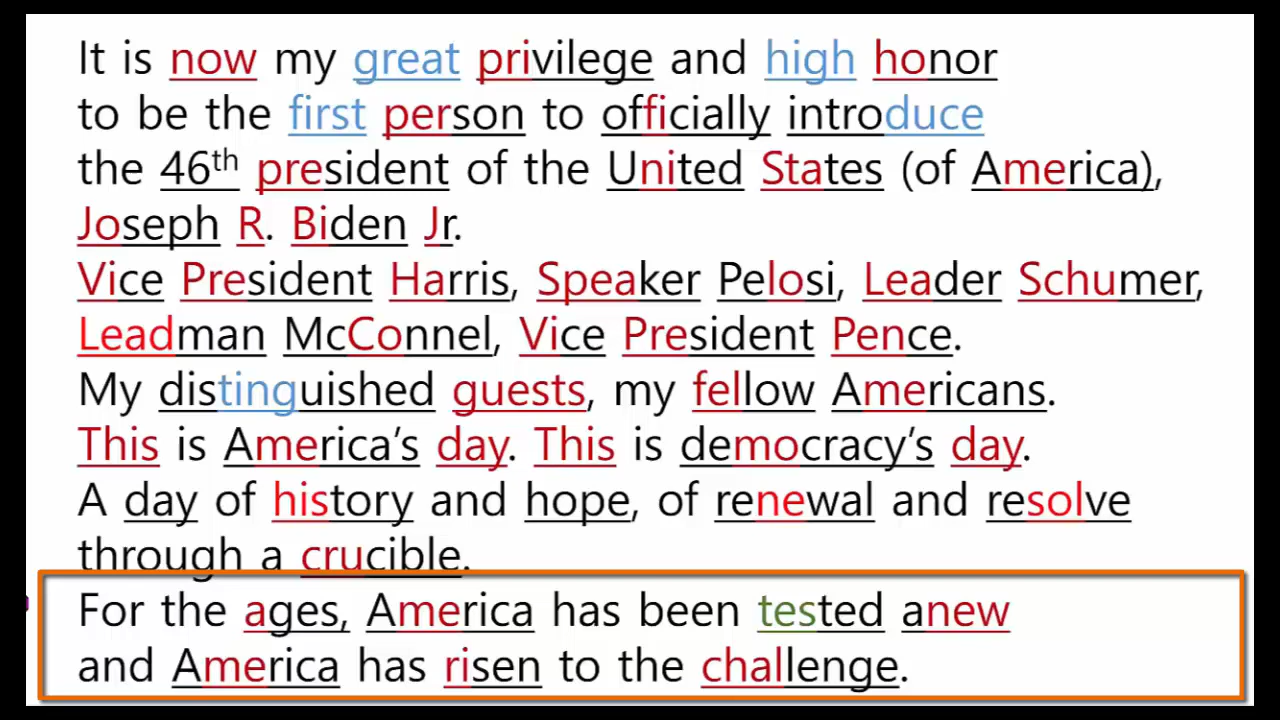 It is now my great privilege and high honor
to be the first person to officially introduce
the 46th president of the United States (of America),
Joseph R. Biden Jr.
Vice President Harris, Speaker Pelosi, Leader Schumer,
Leadman McConnel, Vice President Pence.
My distinguished guests, my fellow Americans.
This is America’s day. This is democracy’s day.
A day of history and hope, of renewal and resolve
through a crucible.
For the ages, America has been tested anew
and America has risen to the challenge.